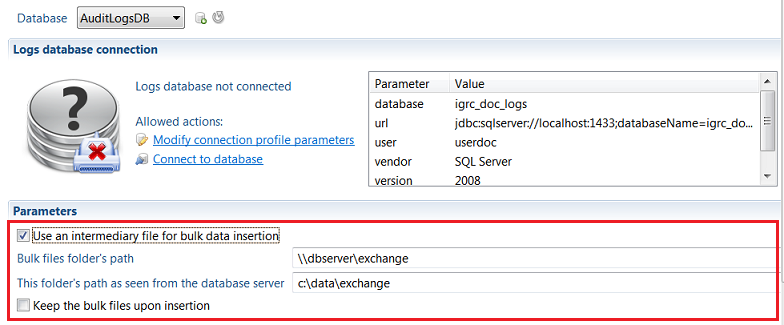 Database AuditLogsDB
Logs database connection
Logs database not connected
Allowed actions:
Modify connection profile parameters
Connect to database
Parameter Value
database igrc_doc_logs
url jdbc:sqlserver://localhost:1433;databaseName=igrc_do...
user userdoc
vendor SQL Server
version 2008
Parameters
Use an intermediary file for bulk data insertion
Bulk files folder's path \\dbserver\exchange
This folder's path as seen from the database server c:\data\exchange
Keep the bulk files upon insertion